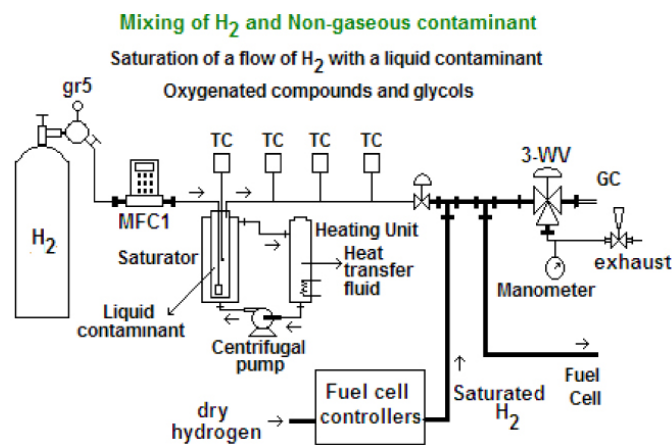 Mixing of H2 and Non-gaseous contaminant
Saturation of a flow of H2 with a liquid contaminant
Oxygenated compounds and glycols
gr5
TC
TC
TC
TC
3-WV
GC
MFC1
H2
Saturator
Heating Unit
Heat
transfer
fluid
exhaust
Manometer
Liquid
contaminant
Centrifugal
pump
Fuel cell
controllers
dry
hydrogen
Saturated
H2
Fuel
Cell